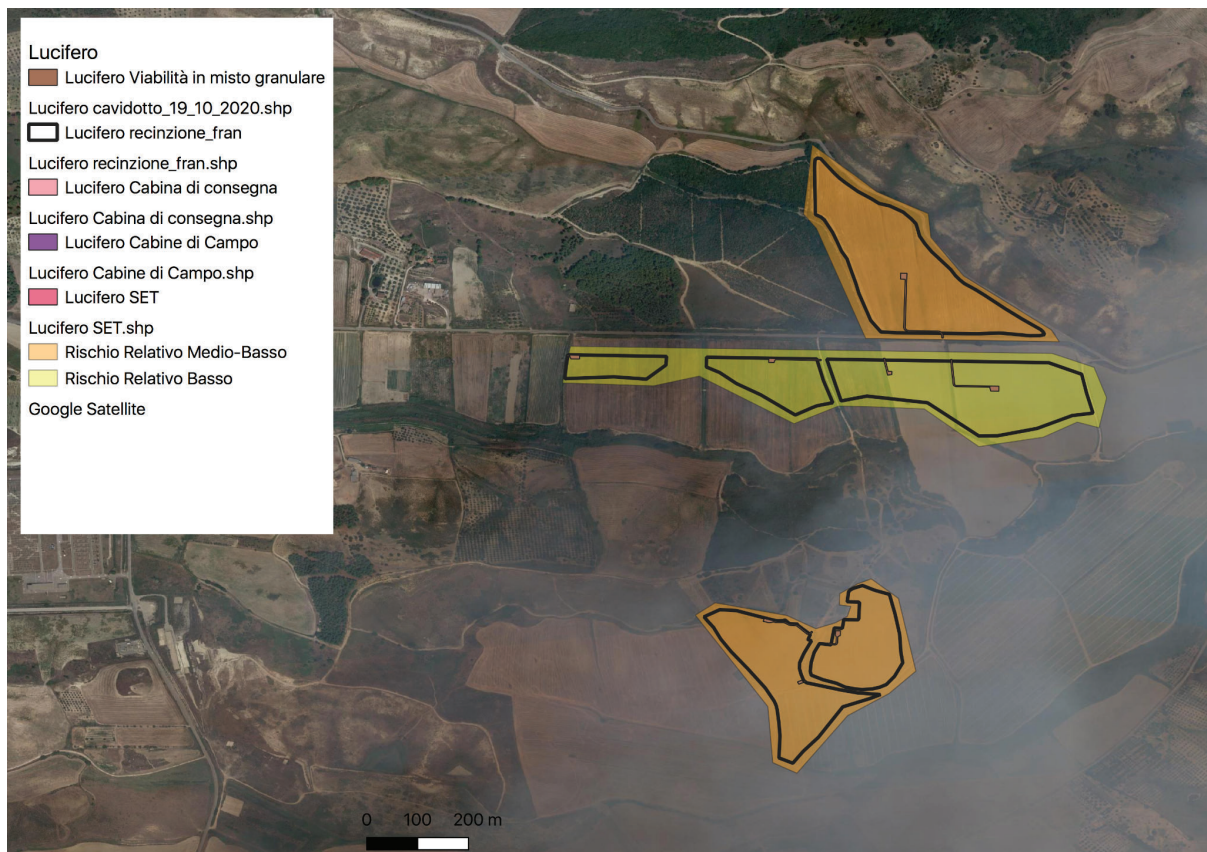 Lucifero
Lucifero Viabilità in misto granulare
Lucifero cavidotto_19_10_2020.shp
Lucifero recinzione_fran
Lucifero recinzione_fran.shp
Lucifero Cabina di consegna
Lucifero Cabina di consegna.shp
Lucifero Cabine di Campo
Lucifero Cabine di Campo.shp
Lucifero SET
Lucifero SET.shp
Rischio Relativo Medio-Basso
Rischio Relativo Basso
Google Satellite
0 100 200 m